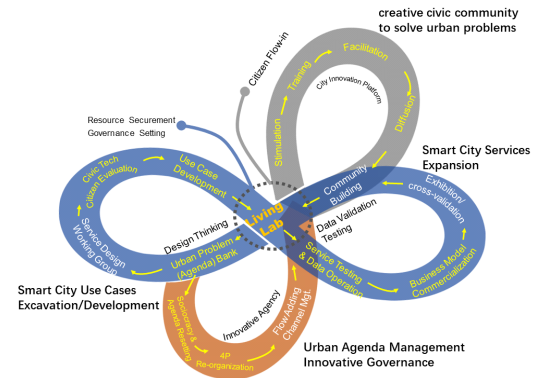 creative civic community
to solve urban problems
Citizen Flow-in
Facilitation
Training
City Innovation Platform
Stimulation
Diffusion
Resource Securement
Governance Setting
Smart City Services
Expansion
Civic Tech
Citizen Evaluation
Use Case
Development
Community
Building
Exhibition/
cross-validation
Living
Lab
Design Thinking
Data Validation
Testing
Service Design
Working Group
Urban Problem
(Agenda) Bank
Service Testing
& Data Operation
Business Model
Commercialization
Smart City Use Cases
Excavation/Development
Sociocracy &
Agenda Resetting
Innovative Agency
Flow-Adding
Channel Mgt.
4P
Re-organization
Urban Agenda Management
Innovative Governance